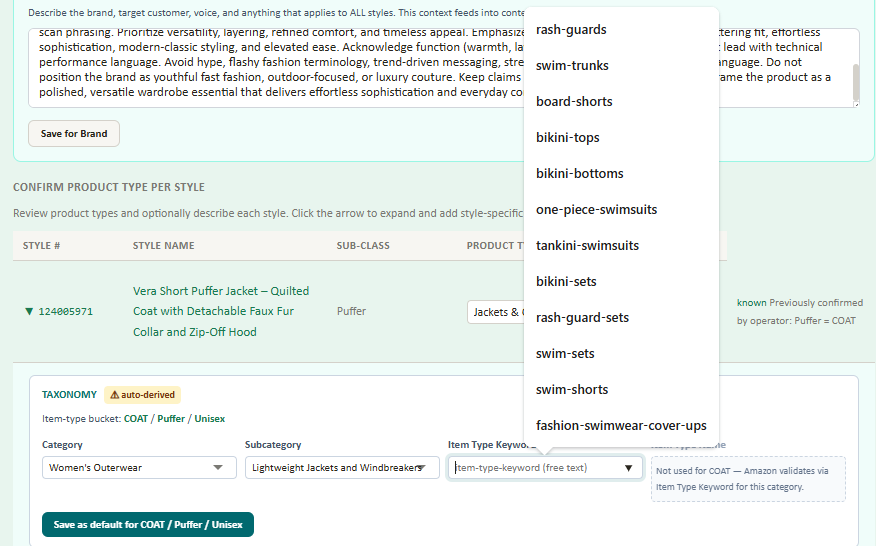 Describe the brand, target customer, voice, and anything that applies to ALL styles. This context feeds into
scan phrasing. Prioritize versatility, layering, refined comfort, and timeless appeal. Emphasize
ttering fit, effortless
sophistication, modern-classic styling, and elevated ease. Acknowledge function (warmth,
lead with technical
performance language. Avoid hype, flashy fashion terminology, trend-driven messaging,
anguage. Do not
position the brand as youthful fast fashion, outdoor-focused, or luxury couture. Keep claims
rame the product as a
polished, versatile wardrobe essential that delivers effortless sophistication and everyday
Save for Brand
rash-guards
swim-trunks
board-shorts
bikini-tops
bikini-bottoms
one-piece-swimsuits
tankini-swimsuits
bikini-sets
rash-guard-sets
swim-sets
swim-shorts
fashion-swimwear-cover-ups
CONFIRM PRODUCT TYPE PER STYLE
Review product types and optionally describe each style. Click the arrow to expand and add style-specific
STYLE # STYLE NAME SUB-CLASS PRODUCT
▼ 124005971
Vera Short Puffer Jacket – Quilted
Coat with Detachable Faux Fur
Collar and Zip-Off Hood
Puffer
Jackets &
known Previously confirmed
by operator: Puffer = COAT
TAXONOMY ⚠ auto-derived
Item-type bucket: COAT / Puffer / Unisex
Category Subcategory Item Type Keyword Item Type Name
Women's Outerwear Lightweight Jackets and Windbreakers item-type-keyword (free text)
Not used for COAT — Amazon validates via
Item Type Keyword for this category.
Save as default for COAT / Puffer / Unisex